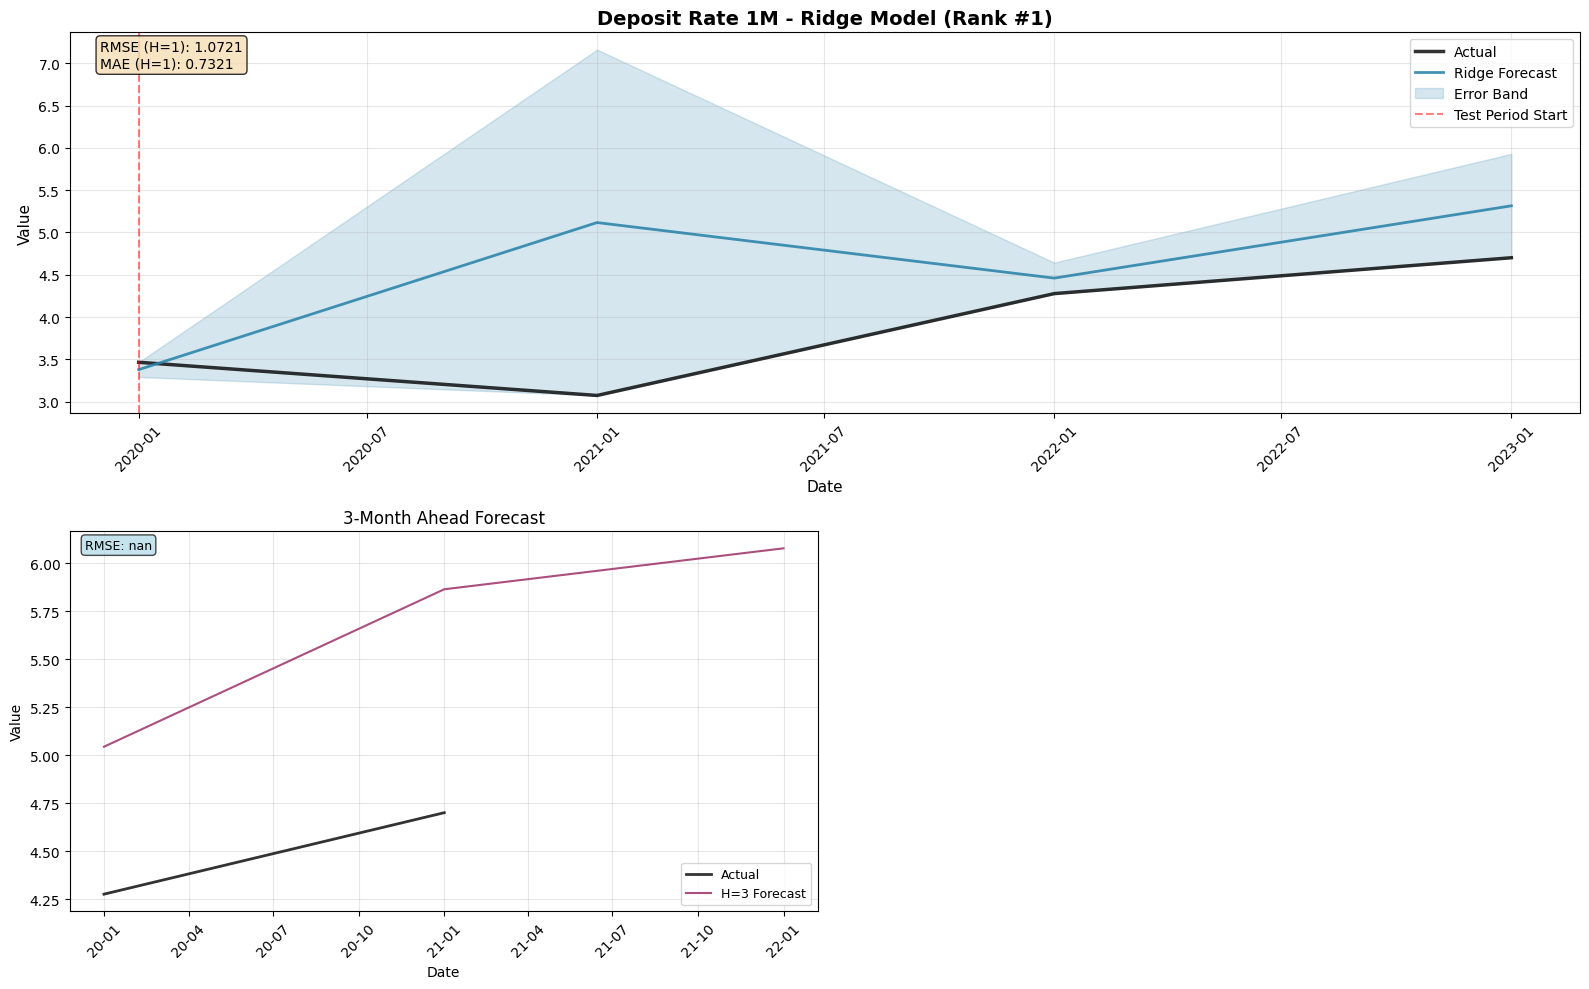 Deposit Rate 1M - Ridge Model (Rank #1)
RMSE (H=1): 1.0721
MAE (H=1): 0.7321
Actual
Ridge Forecast
Error Band
Test Period Start
Value
7.0
6.5
6.0
5.5
5.0
4.5
4.0
3.5
3.0
2020-01
2020-07
2021-01
2021-07
2022-01
2022-07
2023-01
Date
3-Month Ahead Forecast
RMSE: nan
Value
6.00
5.75
5.50
5.25
5.00
4.75
4.50
4.25
Actual
H=3 Forecast
20-01
20-04
20-07
20-10
21-01
21-04
21-07
21-10
22-01
Date